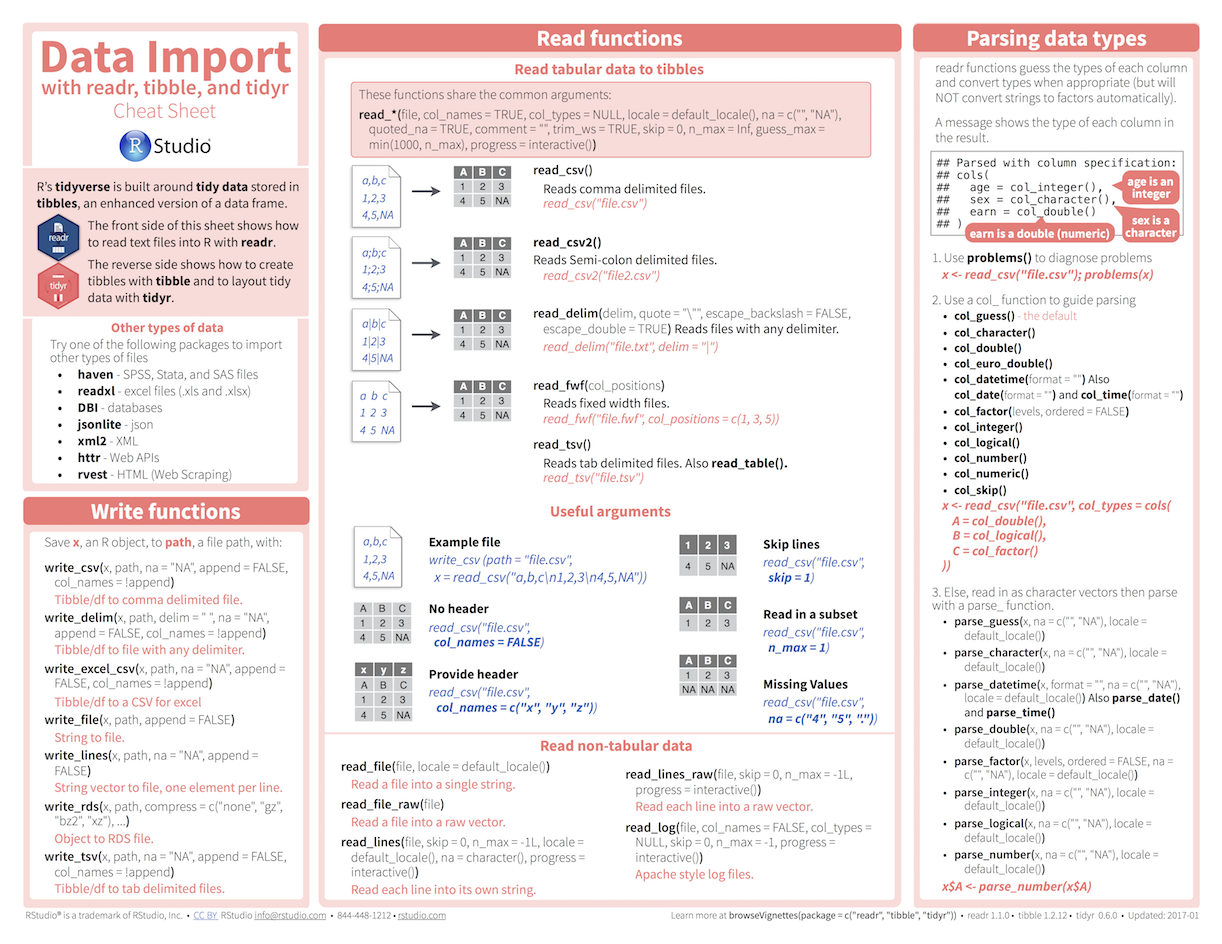 Data Import
with readr, tibble, and tidyr
Cheat Sheet
R Studio®
R’s tidyverse is built around tidy data stored in
tibbles, an enhanced version of a data frame.
readr
The front side of this sheet shows how
to read text files into R with readr.
tidyr
The reverse side shows how to create
tibbles with tibble and to layout tidy
data with tidyr.
Other types of data
Try one of the following packages to import
other types of files
• haven - SPSS, Stata, and SAS files
• readxl - excel files (.xls and .xlsx)
• DBI - databases
• jsonlite - json
• xml2 - XML
• httr - Web APIs
• rvest - HTML (Web Scraping)
Write functions
Save x, an R object, to path, a file path, with:
write_csv(x, path, na = "NA", append = FALSE,
col_names = !append)
Tibble/df to comma delimited file.
write_delim(x, path, delim = " ", na = "NA",
append = FALSE, col_names = !append)
Tibble/df to file with any delimiter.
write_excel_csv(x, path, na = "NA", append =
FALSE, col_names = !append)
Tibble/df to a CSV for excel
write_file(x, path, append = FALSE)
String to file.
write_lines(x, path, na = "NA", append =
FALSE)
String vector to file, one element per line.
write_rds(x, path, compress = c("none", "gz",
"bz2", "xz"), ...)
Object to RDS file.
write_tsv(x, path, na = "NA", append = FALSE,
col_names = !append)
Tibble/df to tab delimited files.
Read functions
Read tabular data to tibbles
These functions share the common arguments:
read_*(file, col_names = TRUE, col_types = NULL, locale = default_locale(), na = c("", "NA"),
quoted_na = TRUE, comment = "", trim_ws = TRUE, skip = 0, n_max = Inf, guess_max =
min(1000, n_max), progress = interactive())
a,b,c
1,2,3
4,5,NA
A B C
1 2 3
4 5 NA
read_csv()
Reads comma delimited files.
read_csv("file.csv")
a;b;c
1;2;3
4;5;NA
A B C
1 2 3
4 5 NA
read_csv2()
Reads Semi-colon delimited files.
read_csv2("file2.csv")
a|b|c
1|2|3
4|5|NA
A B C
1 2 3
4 5 NA
read_delim(delim, quote = "\"", escape_backslash = FALSE,
escape_double = TRUE) Reads files with any delimiter.
read_delim("file.txt", delim = "|")
a b c
1 2 3
4 5 NA
A B C
1 2 3
4 5 NA
read_fwf(col_positions)
Reads fixed width files.
read_fwf("file.fwf", col_positions = c(1, 3, 5))
read_tsv()
Reads tab delimited files. Also read_table().
read_tsv("file.tsv")
Useful arguments
a,b,c
1,2,3
4,5,NA
Example file
write_csv (path = "file.csv",
x = read_csv("a,b,c\n1,2,3\n4,5,NA"))
A B C
1 2 3
4 5 NA
No header
read_csv("file.csv",
col_names = FALSE)
x y z
A B C
1 2 3
4 5 NA
Provide header
read_csv("file.csv",
col_names = c("x", "y", "z"))
1 2 3
4 5 NA
Skip lines
read_csv("file.csv",
skip = 1)
A B C
1 2 3
Read in a subset
read_csv("file.csv",
n_max = 1)
A B C
1 2 3
NA NA NA
Missing Values
read_csv("file.csv",
na = c("4", "5", "."))
Read non-tabular data
read_file(file, locale = default_locale())
Read a file into a single string.
read_file_raw(file)
Read a file into a raw vector.
read_lines(file, skip = 0, n_max = -1L, locale =
default_locale(), na = character(), progress =
interactive())
Read each line into its own string.
read_lines_raw(file, skip = 0, n_max = -1L,
progress = interactive())
Read each line into a raw vector.
read_log(file, col_names = FALSE, col_types =
NULL, skip = 0, n_max = -1, progress =
interactive())
Apache style log files.
Parsing data types
readr functions guess the types of each column
and convert types when appropriate (but will
NOT convert strings to factors automatically).
A message shows the type of each column in
the result.
## Parsed with column specification:
## cols(
## age = col_integer(),
## sex = col_character(),
## earn = col_double()
## )
age is an
integer
sex is a
character
earn is a double (numeric)
1. Use problems() to diagnose problems
x <- read_csv("file.csv"); problems(x)
2. Use a col_ function to guide parsing
• col_guess() - the default
• col_character()
• col_double()
• col_euro_double()
• col_datetime(format = "") Also
col_date(format = "") and col_time(format = "")
• col_factor(levels, ordered = FALSE)
• col_integer()
• col_logical()
• col_number()
• col_numeric()
• col_skip()
x <- read_csv("file.csv", col_types = cols(
A = col_double(),
B = col_logical(),
C = col_factor()
))
3. Else, read in as character vectors then parse
with a parse_ function.
• parse_guess(x, na = c("", "NA"), locale =
default_locale())
• parse_character(x, na = c("", "NA"), locale =
default_locale())
• parse_datetime(x, format = "", na = c("", "NA"),
locale = default_locale()) Also parse_date()
and parse_time()
• parse_double(x, na = c("", "NA"), locale =
default_locale())
• parse_factor(x, levels, ordered = FALSE, na =
c("", "NA"), locale = default_locale())
• parse_integer(x, na = c("", "NA"), locale =
default_locale())
• parse_logical(x, na = c("", "NA"), locale =
default_locale())
• parse_number(x, na = c("", "NA"), locale =
default_locale())
x$A <- parse_number(x$A)
RStudio® is a trademark of RStudio, Inc. • CC BY RStudio info@rstudio.com • 844-448-1212 • rstudio.com
Learn more at browseVignettes(package = c("readr", "tibble", "tidyr")) • readr 1.1.0 • tibble 1.2.12 • tidyr 0.6.0 • Updated: 2017-01